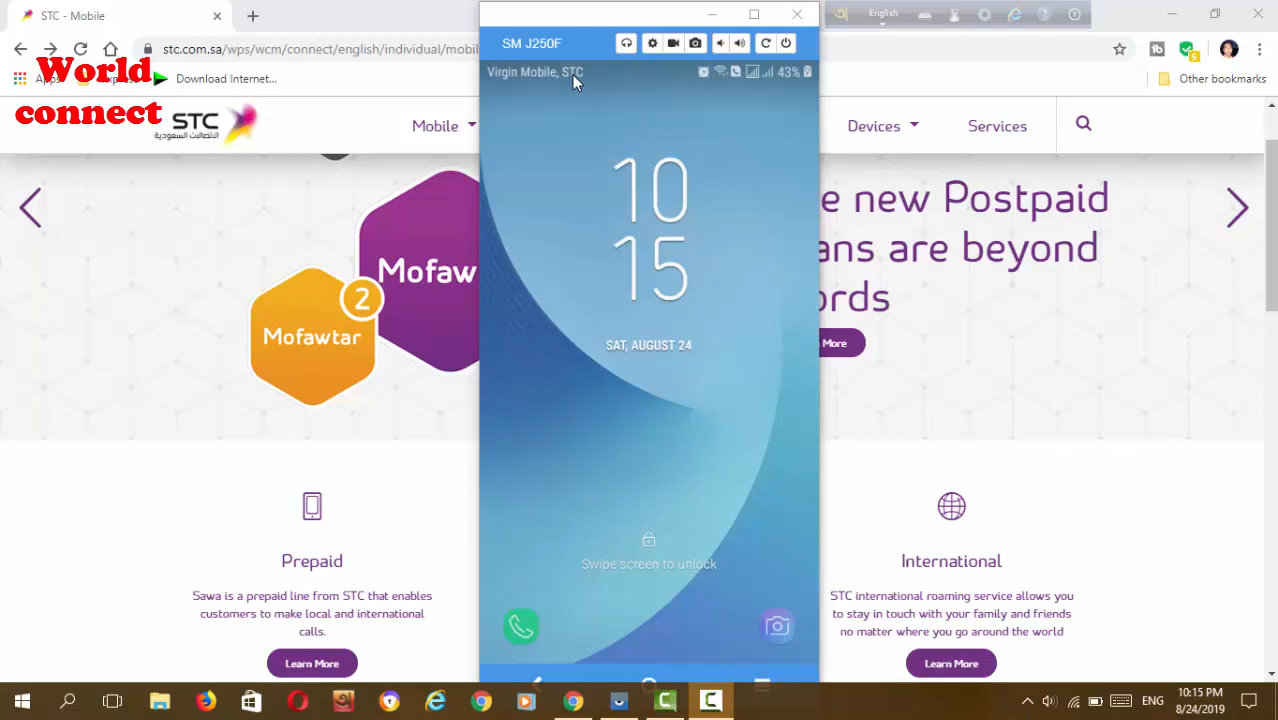 STC - Mobile
English
stc.com.sa/wps/wcm/connect/english/individual/mobil
Download Internet...
Other bookmarks
World
connect
STC
الاتصالات السعودية
Mobile
Devices
Services
SM J250F
Virgin Mobile, STC
43%
10
15
SAT, AUGUST 24
Swipe screen to unlock
Mofaw
2
Mofawtar
e new Postpaid
ans are beyond
ords
More
Prepaid
Sawa is a prepaid line from STC that enables
customers to make local and international
calls.
Learn More
International
STC international roaming service allows you
to stay in touch with your family and friends
no matter where you go around the world
Learn More
ENG
10:15 PM
8/24/2019